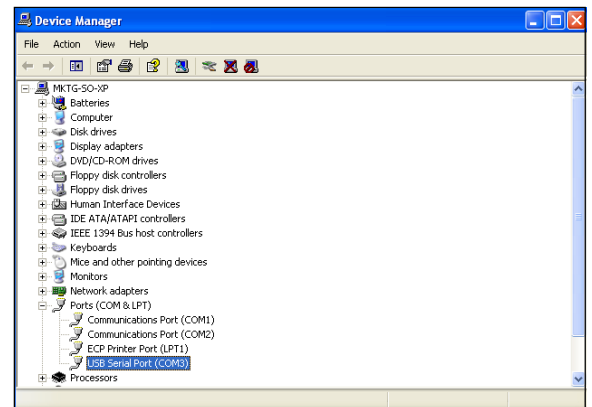 Device Manager
File Action View Help
MKTG-SO-XP
Batteries
Computer
Disk drives
Display adapters
DVD/CD-ROM drives
Floppy disk controllers
Floppy disk drives
Human Interface Devices
IDE ATA/ATAPI controllers
IEEE 1394 Bus host controllers
Keyboards
Mice and other pointing devices
Monitors
Network adapters
Ports (COM & LPT)
Communications Port (COM1)
Communications Port (COM2)
ECP Printer Port (LPT1)
USB Serial Port (COM3)
Processors